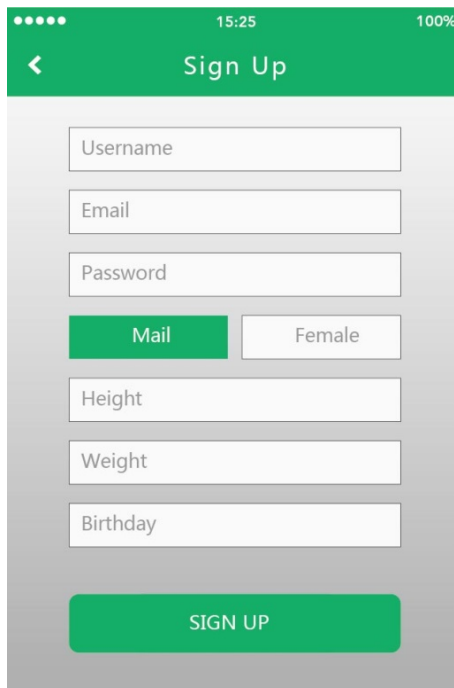 15:25
100%
Sign Up
Username
Email
Password
Mail Female
Height
Weight
Birthday
SIGN UP